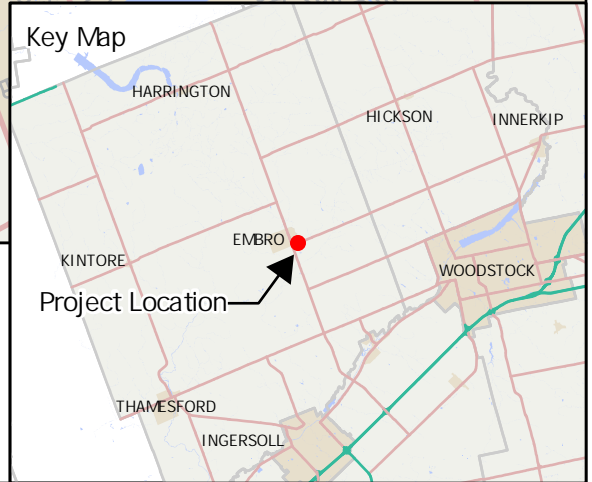 Key Map
HARRINGTON
HICKSON
INNERKIP
EMBRO
KINTORE
WOODSTOCK
Project Location
THAMESFORD
INGERSOLL